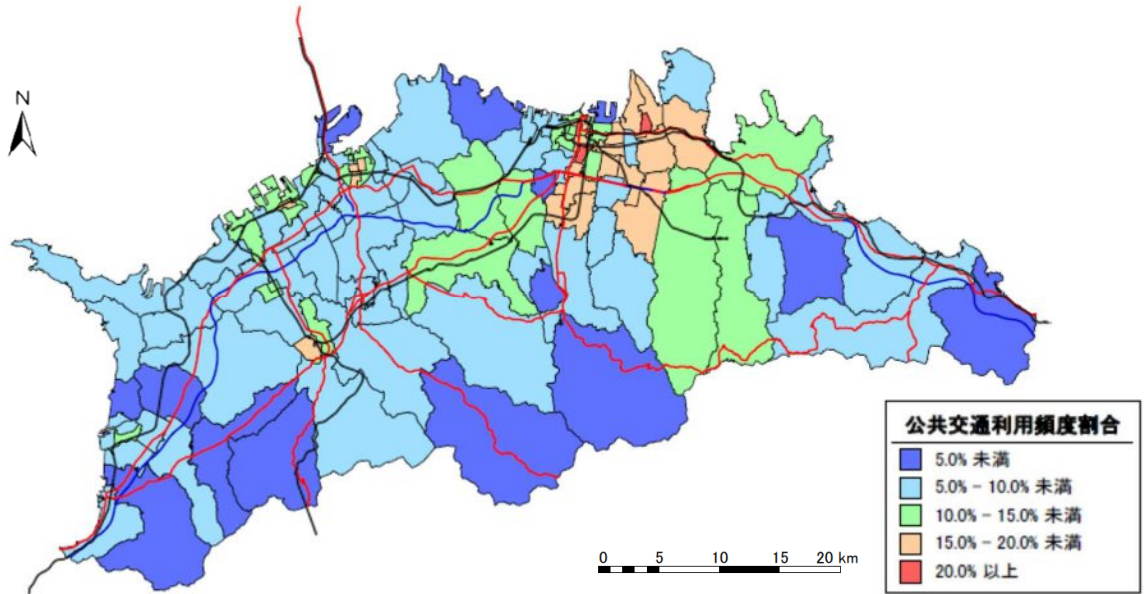 N
公共交通利用頻度割合
5.0% 未満
5.0% - 10.0% 未満
10.0% - 15.0% 未満
15.0% - 20.0% 未満
20.0% 以上
0 5 10 15 20 km